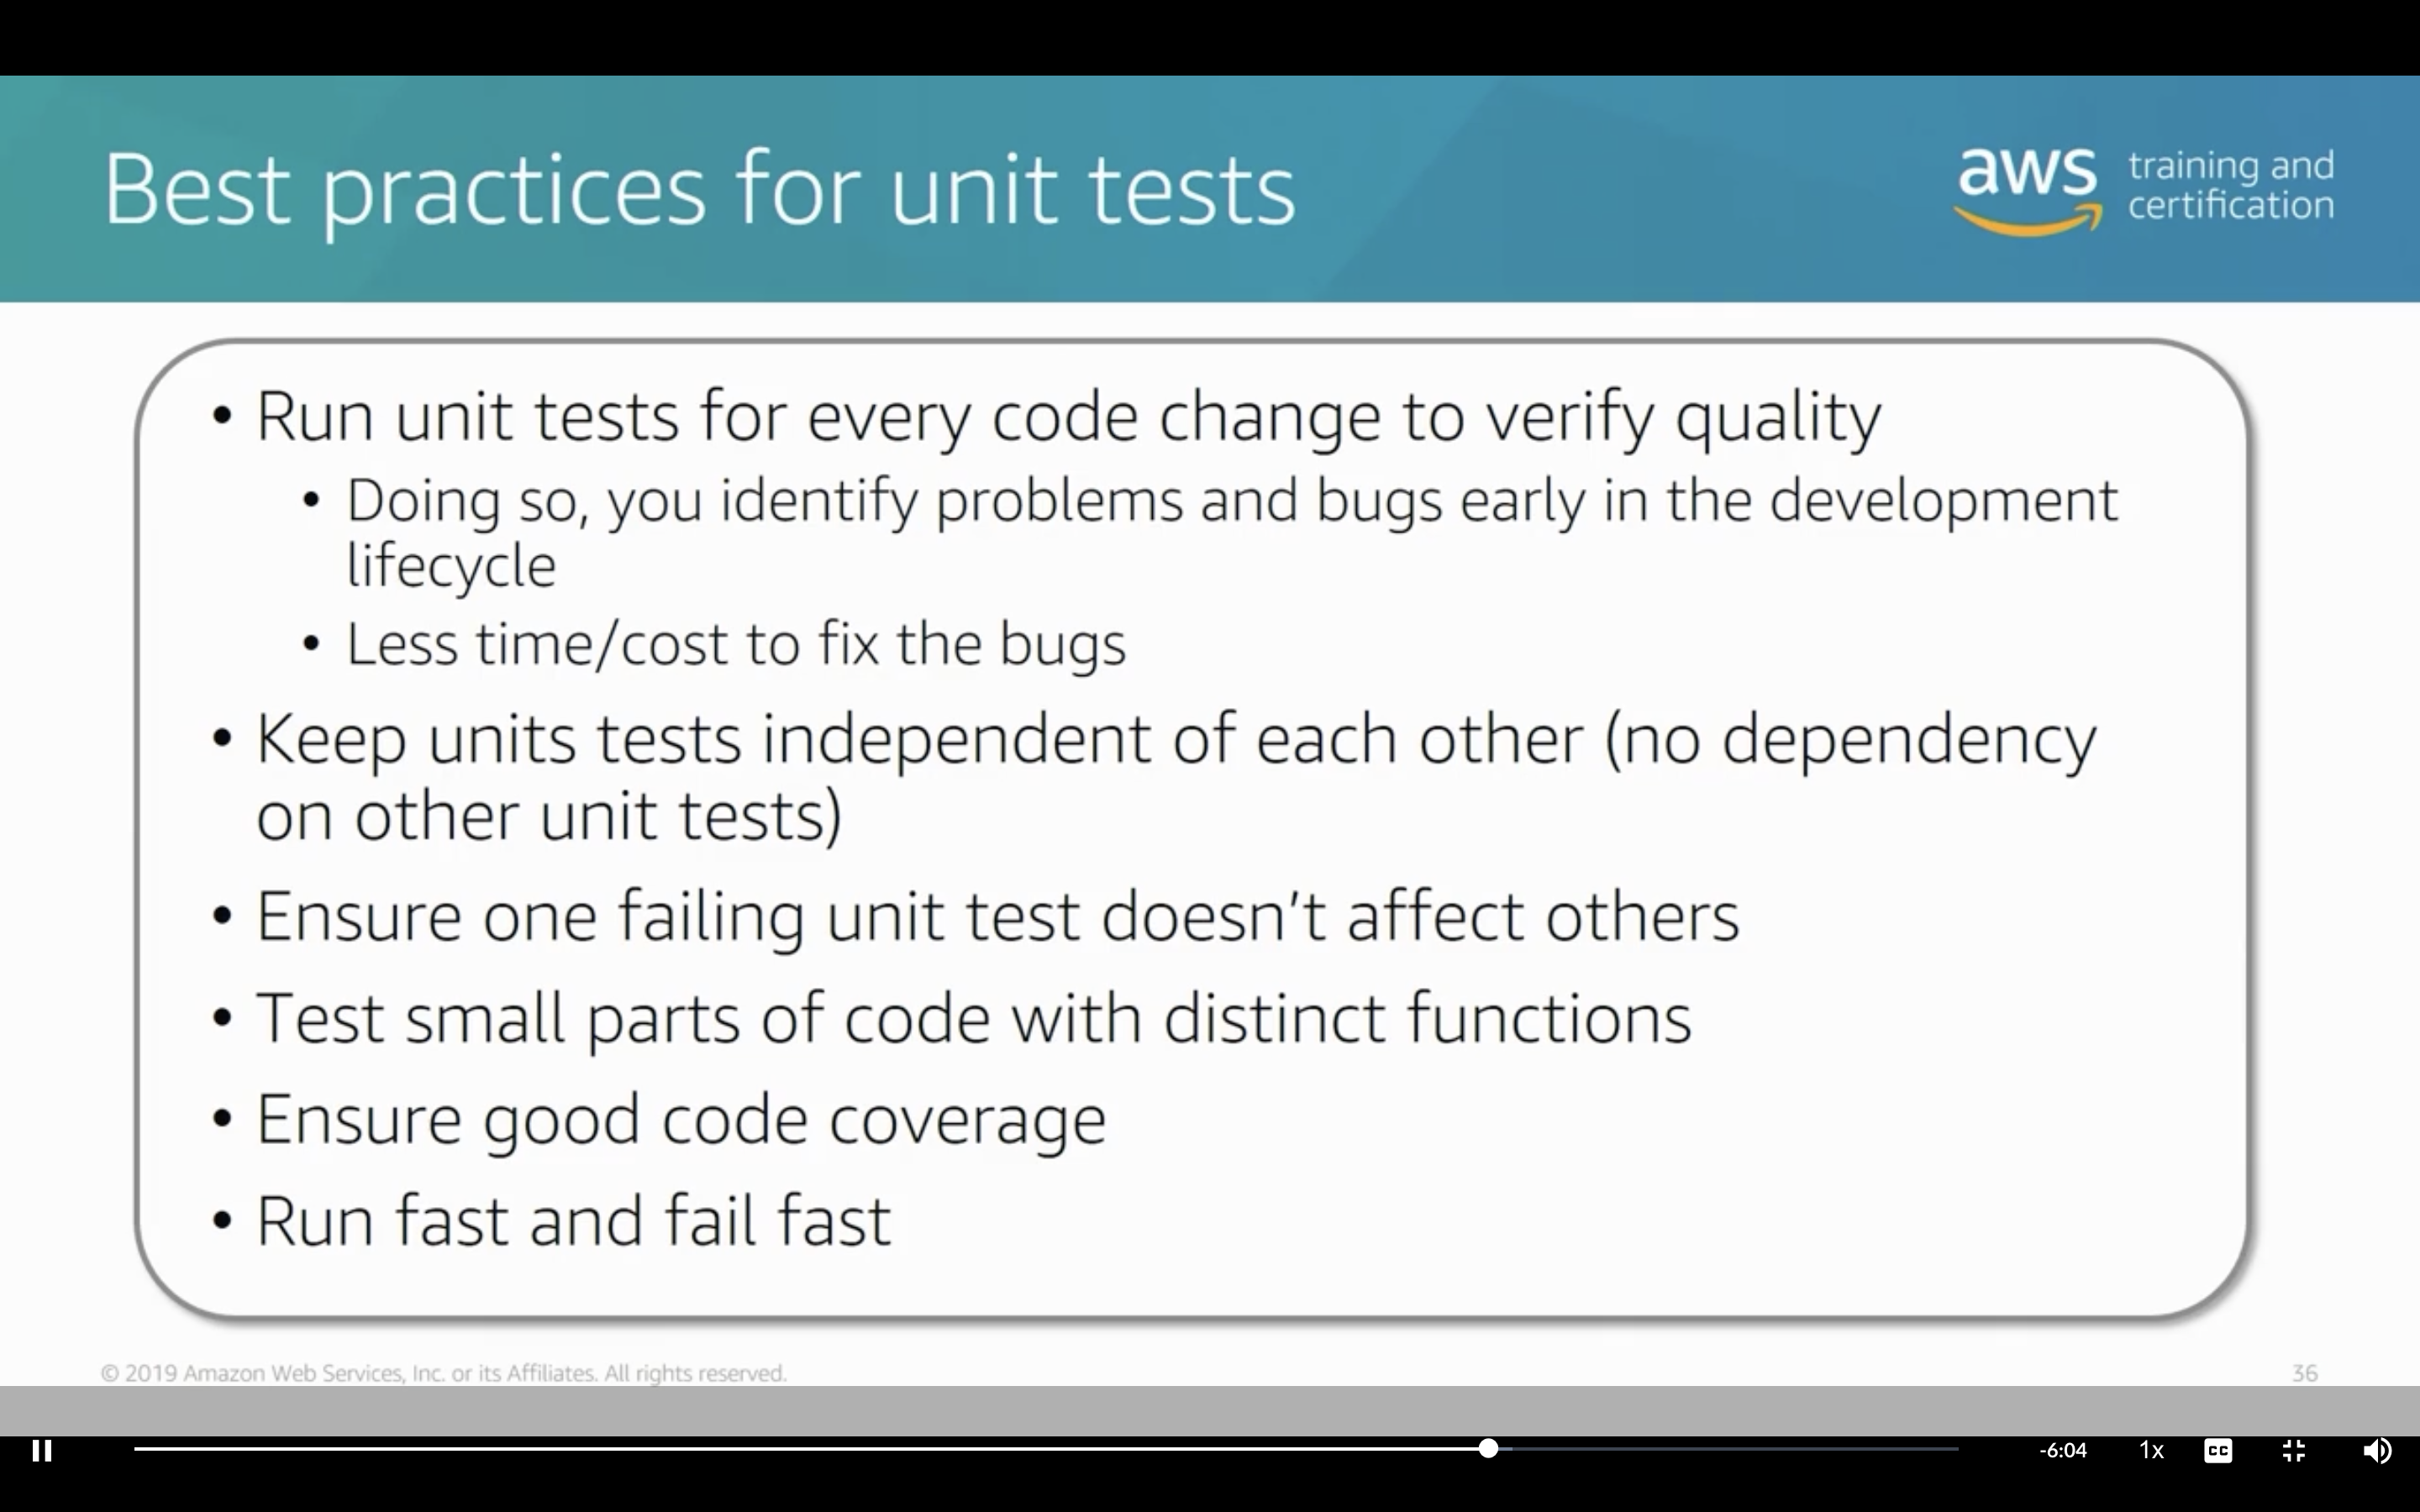 Best practices for unit tests
aws training and
certification
• Run unit tests for every code change to verify quality
• Doing so, you identify problems and bugs early in the development
lifecycle
• Less time/cost to fix the bugs
• Keep units tests independent of each other (no dependency
on other unit tests)
• Ensure one failing unit test doesn’t affect others
• Test small parts of code with distinct functions
• Ensure good code coverage
• Run fast and fail fast
© 2019 Amazon Web Services, Inc. or its Affiliates. All rights reserved.
36
-6:04
1x
CC